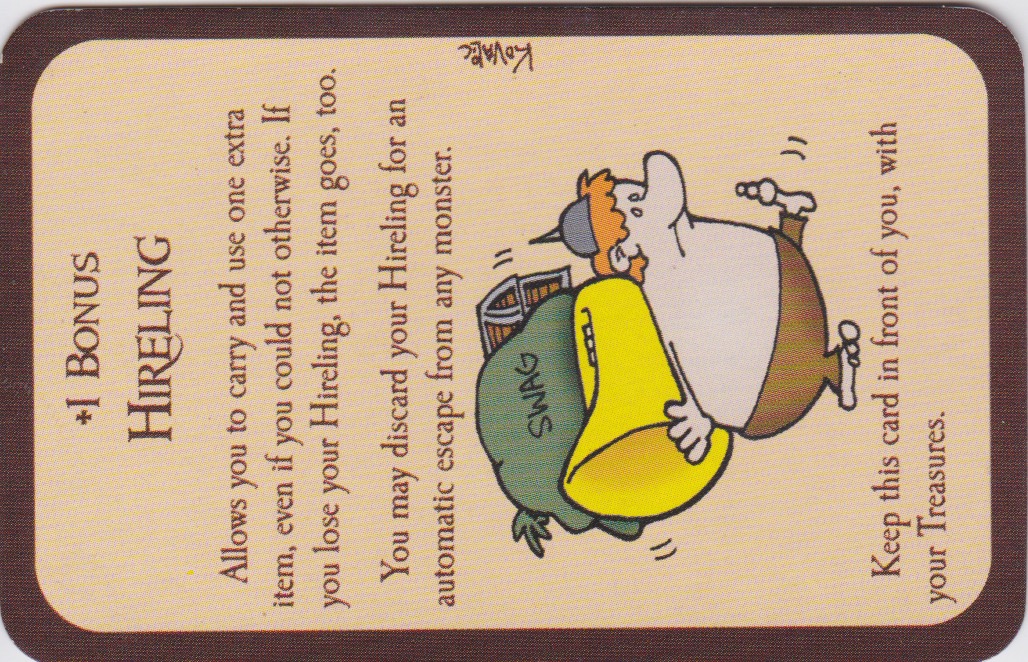 +1 BONUS
HIRELING
Allows you to carry and use one extra
item, even if you could not otherwise. If
you lose your Hireling, the item goes, too.
You may discard your Hireling for an
automatic escape from any monster.
KOVALIC
SWAG
Keep this card in front of you, with
your Treasures.